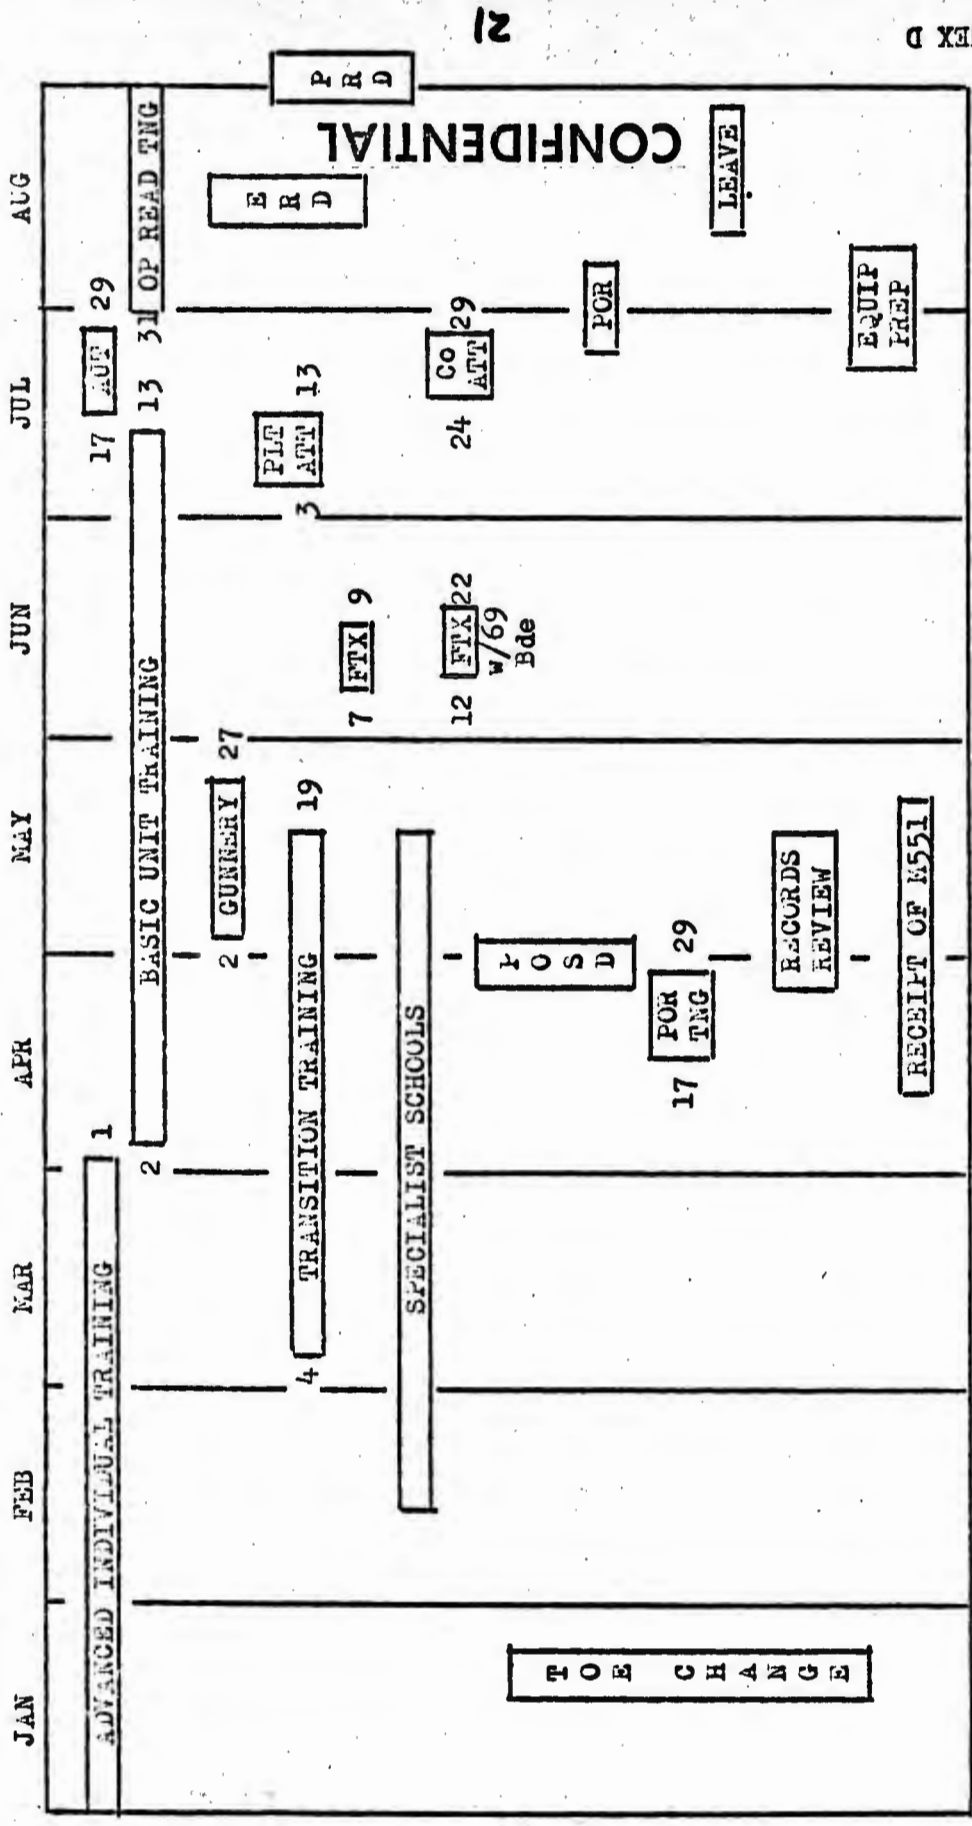 JAN FEB MAR APR MAY JUN JUL AUG
ADVANCED INDIVIDUAL TRAINING 1
17 AUT 29
2 BASIC UNIT TRAINING 13
31 OP READ TNG
2 GUNNERY 27
E R D
4 TRANSITION TRAINING 19
3 PLT ATT 13
P R D
7 FTX 9
SPECIALIST SCHOOLS
12 FTX 22
w/69
Bde
24 Co ATT 29
CONFIDENTIAL
21
T O E C H A N G E
P O S D
POR
17 POR TNG 29
LEAVE
RECORDS
REVIEW
EQUIP
PREP
RECEIPT OF M551
EX D